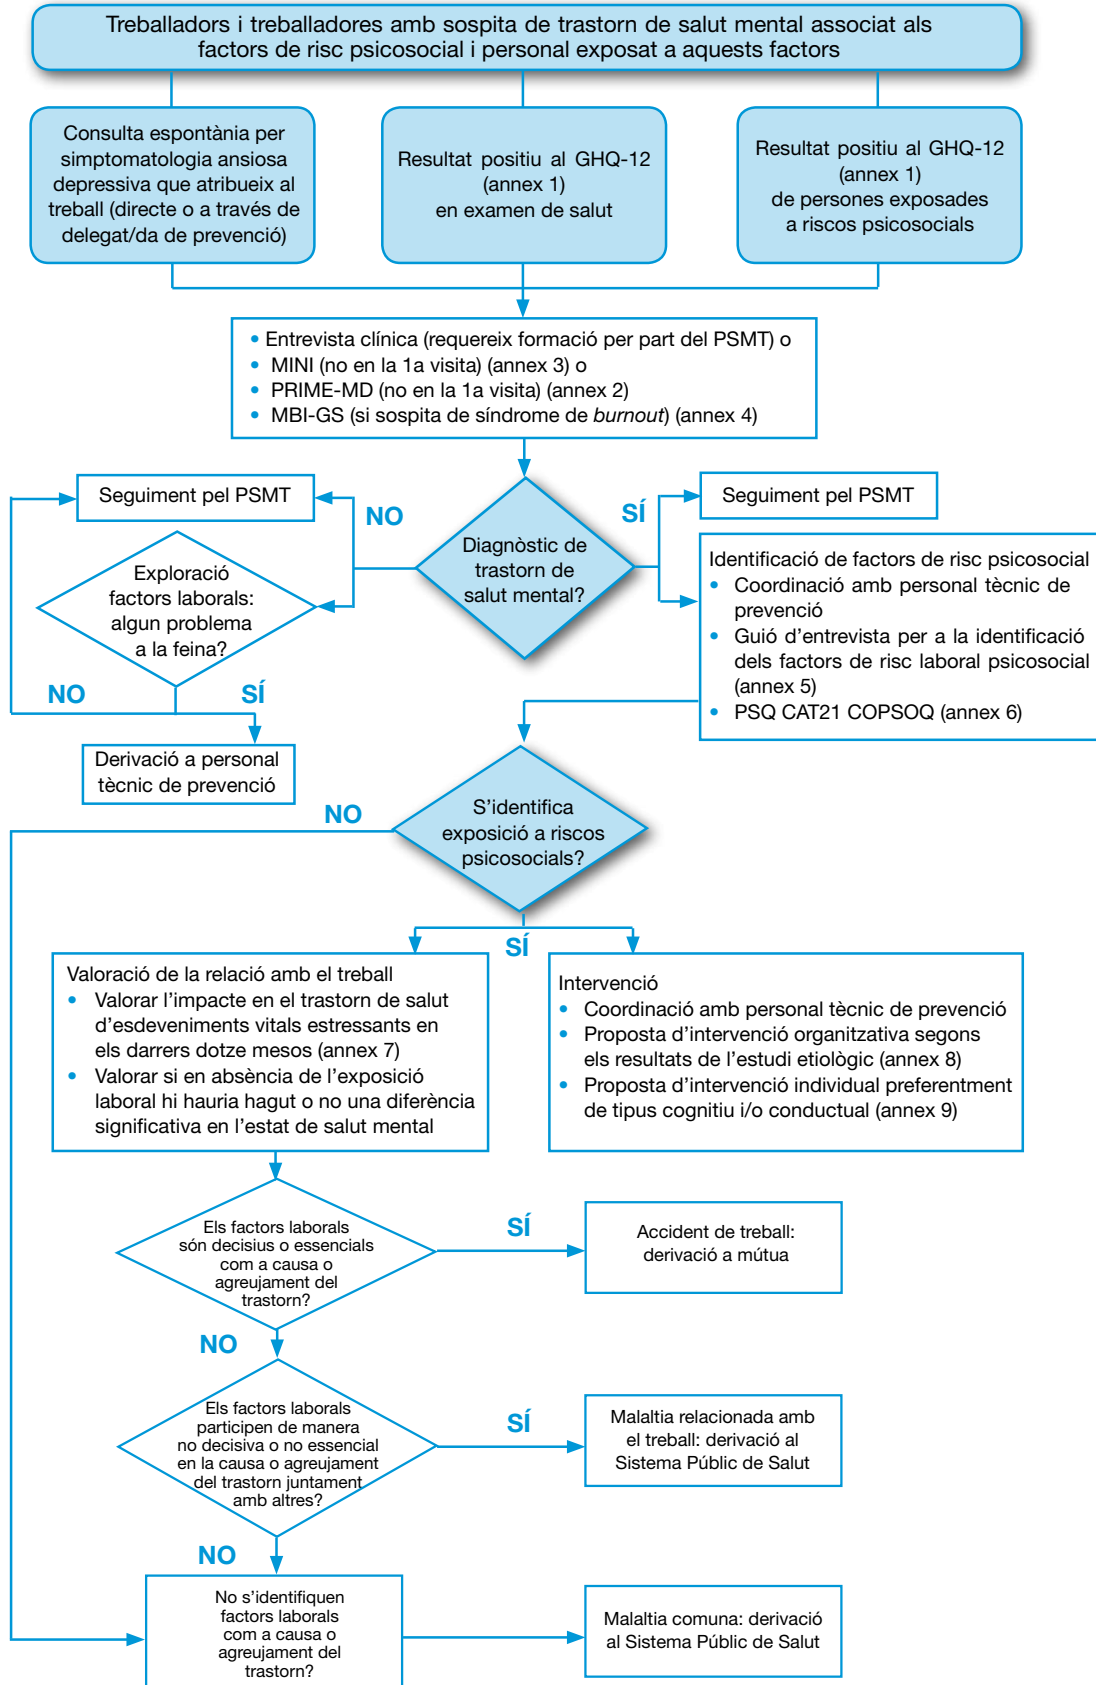 Treballadors i treballadores amb sospita de trastorn de salut mental associat als
factors de risc psicosocial i personal exposat a aquests factors
Consulta espontània per
simptomatologia ansiosa
depressiva que atribueix al
treball (directe o a través de
delegat/da de prevenció)
Resultat positiu al GHQ-12
(annex 1)
en examen de salut
Resultat positiu al GHQ-12
(annex 1)
de persones exposades
a riscos psicosocials
• Entrevista clínica (requereix formació per part del PSMT) o
• MINI (no en la 1a visita) (annex 3) o
• PRIME-MD (no en la 1a visita) (annex 2)
• MBI-GS (si sospita de síndrome de burnout) (annex 4)
Seguiment pel PSMT
NO
Diagnòstic de
trastorn de
salut mental?
SÍ
Seguiment pel PSMT
Exploració
factors laborals:
algun problema
a la feina?
NO
SÍ
Derivació a personal
tècnic de prevenció
Identificació de factors de risc psicosocial
• Coordinació amb personal tècnic de
prevenció
• Guió d'entrevista per a la identificació
dels factors de risc laboral psicosocial
(annex 5)
• PSQ CAT21 COPSOQ (annex 6)
NO
S'identifica
exposició a riscos
psicosocials?
SÍ
Valoració de la relació amb el treball
• Valorar l'impacte en el trastorn de salut
d'esdeveniments vitals estressants en
els darrers dotze mesos (annex 7)
• Valorar si en absència de l'exposició
laboral hi hauria hagut o no una diferència
significativa en l'estat de salut mental
Intervenció
• Coordinació amb personal tècnic de prevenció
• Proposta d'intervenció organitzativa segons
els resultats de l'estudi etiològic (annex 8)
• Proposta d'intervenció individual preferentment
de tipus cognitiu i/o conductual (annex 9)
Els factors laborals
són decisius o essencials
com a causa o
agreujament del
trastorn?
SÍ
Accident de treball:
derivació a mútua
NO
Els factors laborals
participen de manera
no decisiva o no essencial
en la causa o agreujament
del trastorn juntament
amb altres?
SÍ
Malaltia relacionada amb
el treball: derivació al
Sistema Públic de Salut
NO
No s'identifiquen
factors laborals
com a causa o
agreujament del
trastorn?
Malaltia comuna: derivació
al Sistema Públic de Salut